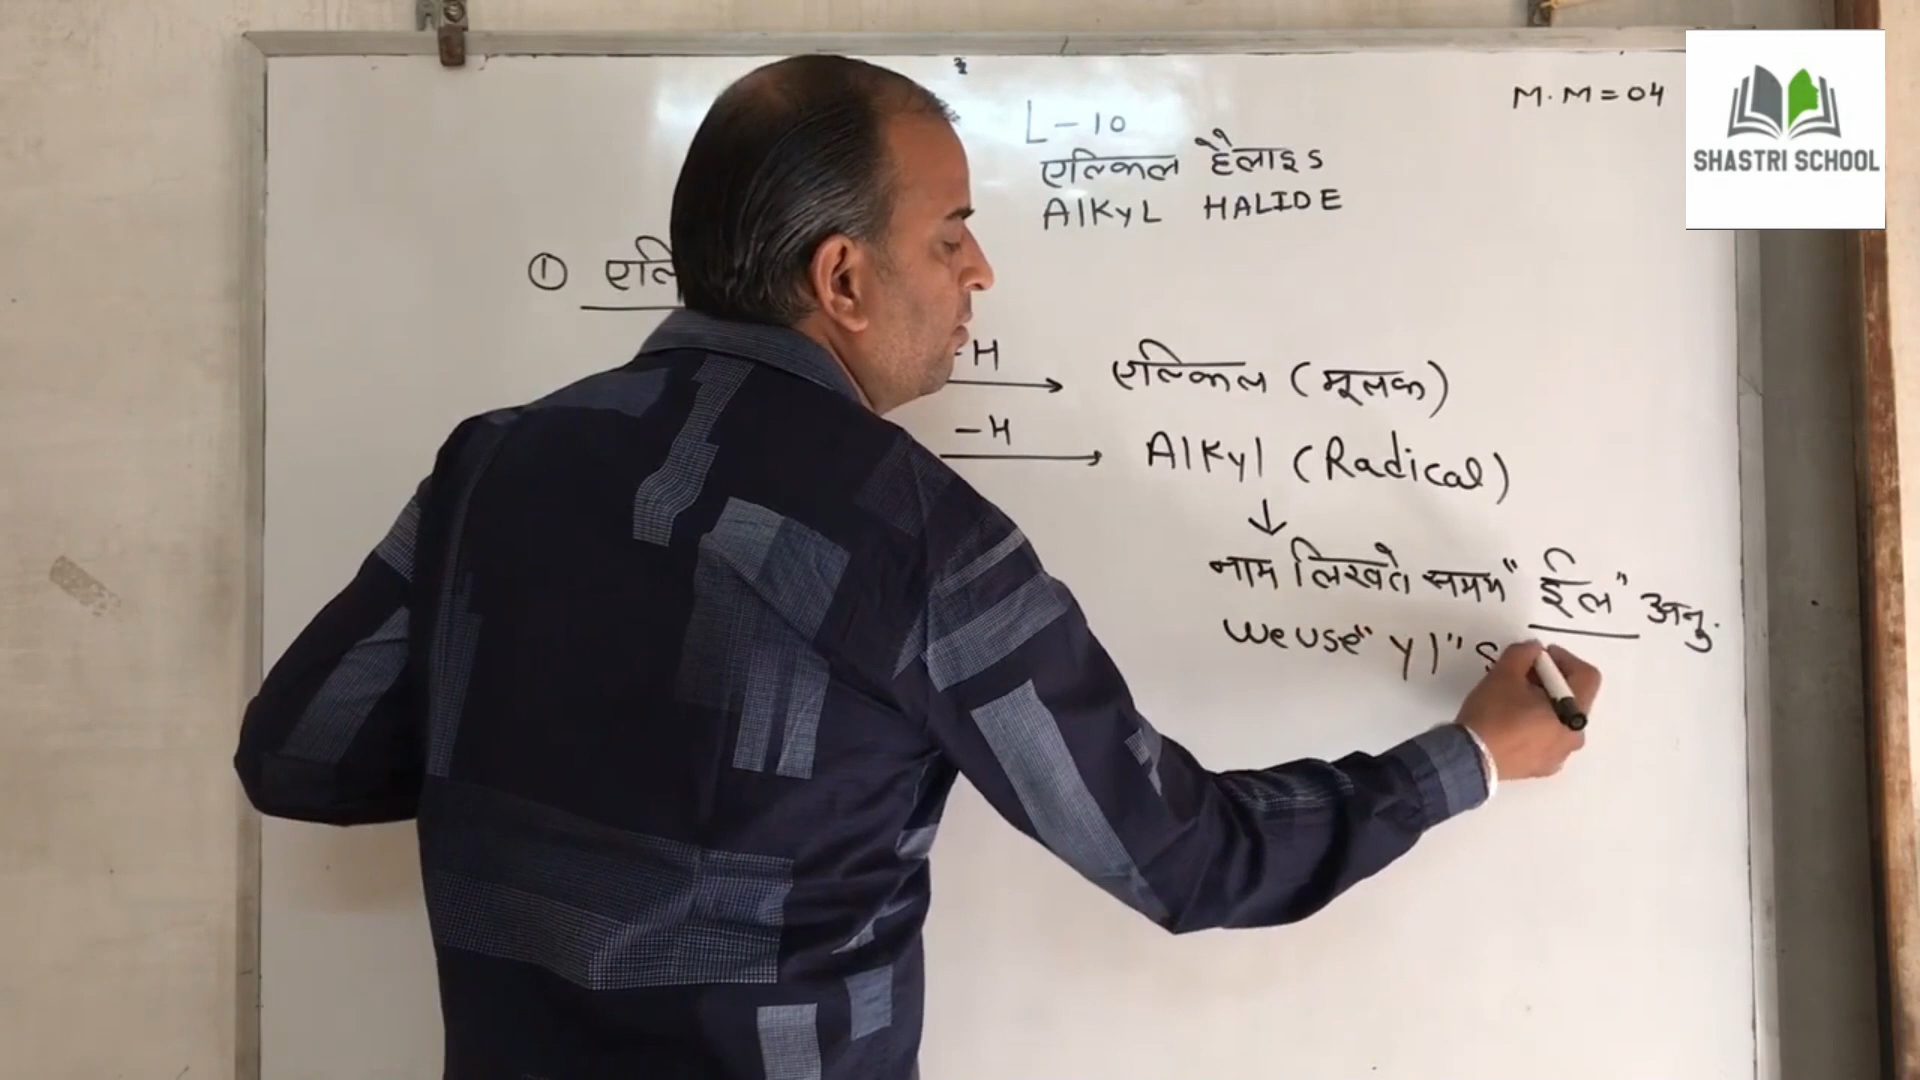 M.M = 04
SHASTRI SCHOOL
L-10
एल्किल हैलाइड
AlKyL HALIDE
① एल्कि
-H
एल्किल (मूलक)
-H
AlKyl (Radical)
↓
नाम लिखते समय "ईल" अनु.
we use "yl" s